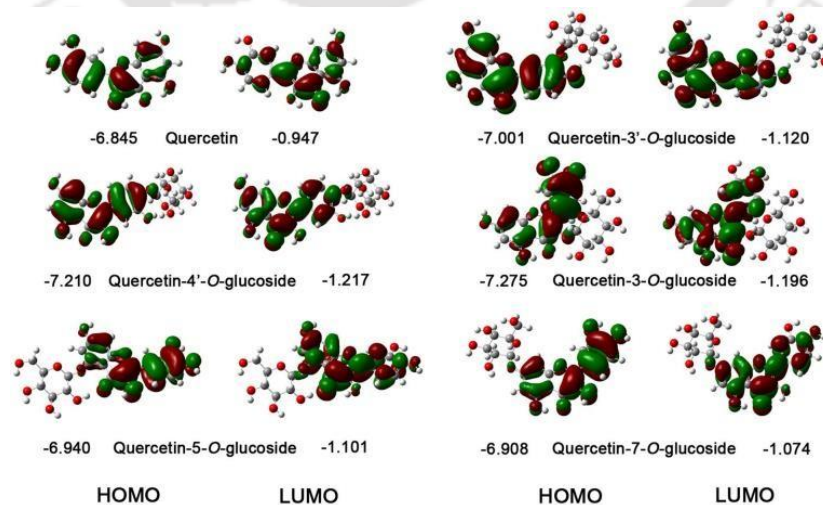 -6.845 Quercetin -0.947
-7.001 Quercetin-3'-O-glucoside -1.120
-7.210 Quercetin-4'-O-glucoside -1.217
-7.275 Quercetin-3-O-glucoside -1.196
-6.940 Quercetin-5-O-glucoside -1.101
-6.908 Quercetin-7-O-glucoside -1.074
HOMO LUMO
HOMO LUMO